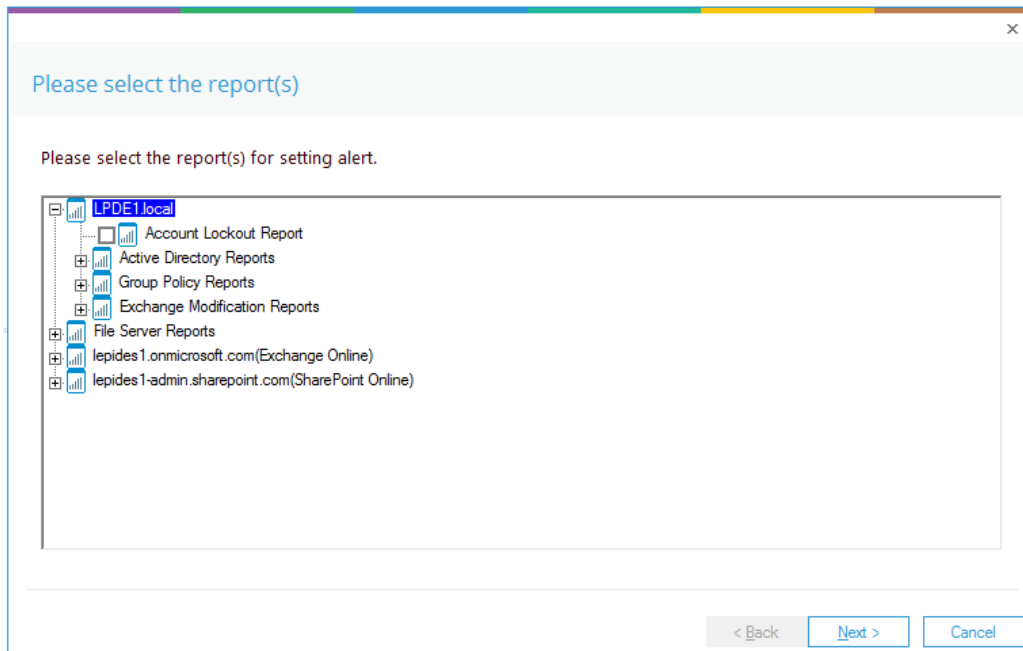 Please select the report(s)
Please select the report(s) for setting alert.
LPDE1.local
Account Lockout Report
Active Directory Reports
Group Policy Reports
Exchange Modification Reports
File Server Reports
lepides1.onmicrosoft.com(Exchange Online)
lepides1-admin.sharepoint.com(SharePoint Online)
< Back Next > Cancel